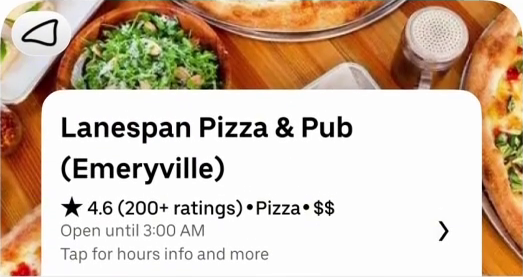 Lanespan Pizza & Pub
(Emeryville)
★ 4.6 (200+ ratings) • Pizza • $$
Open until 3:00 AM
Tap for hours info and more